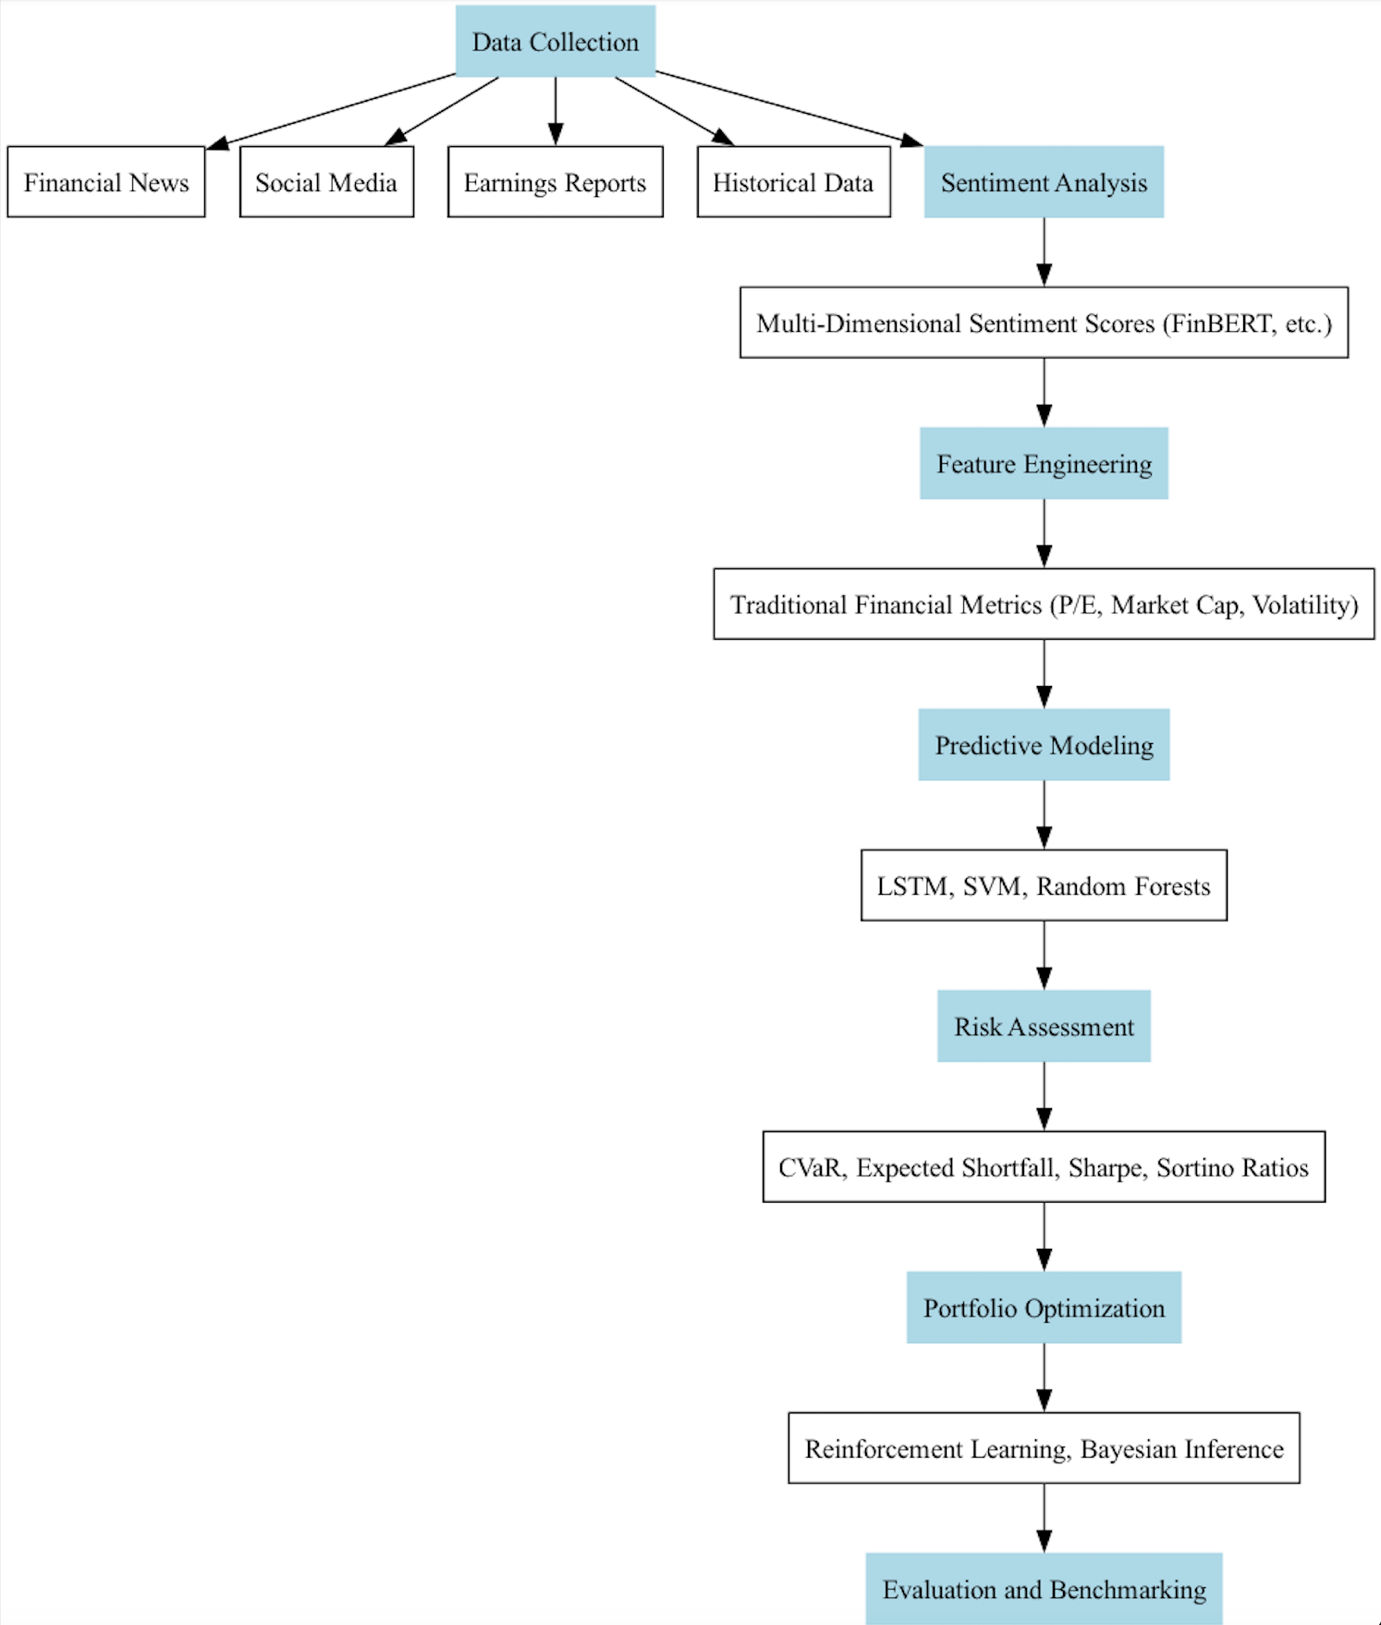 Data Collection
Financial News
Social Media
Earnings Reports
Historical Data
Sentiment Analysis
Multi-Dimensional Sentiment Scores (FinBERT, etc.)
Feature Engineering
Traditional Financial Metrics (P/E, Market Cap, Volatility)
Predictive Modeling
LSTM, SVM, Random Forests
Risk Assessment
CVaR, Expected Shortfall, Sharpe, Sortino Ratios
Portfolio Optimization
Reinforcement Learning, Bayesian Inference
Evaluation and Benchmarking